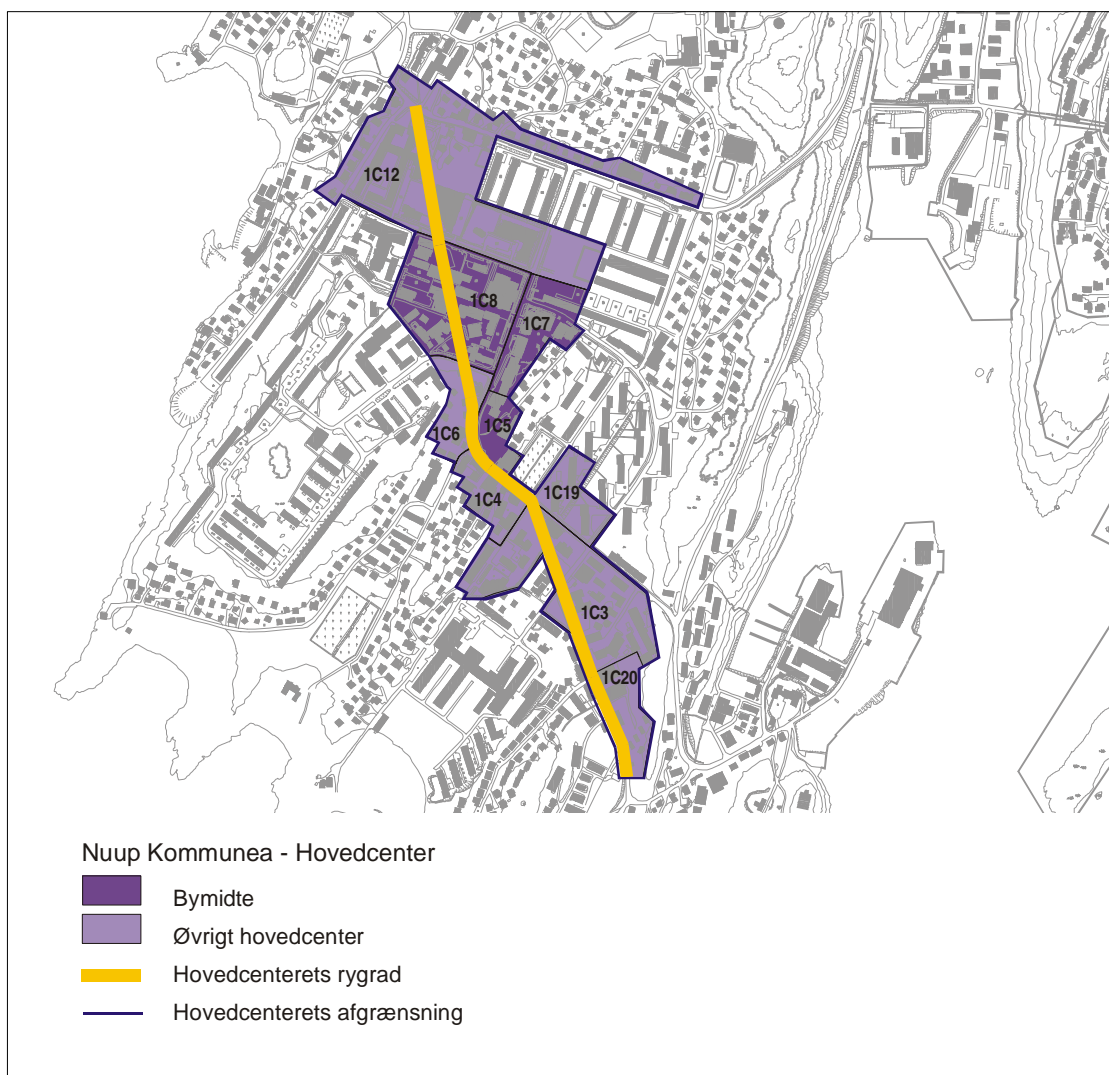 1C12
1C8
1C7
1C6
1C5
1C4
1C19
1C3
1C20
Nuup Kommunea - Hovedcenter
Bymidte
Øvrigt hovedcenter
Hovedcenterets rygrad
Hovedcenterets afgrænsning